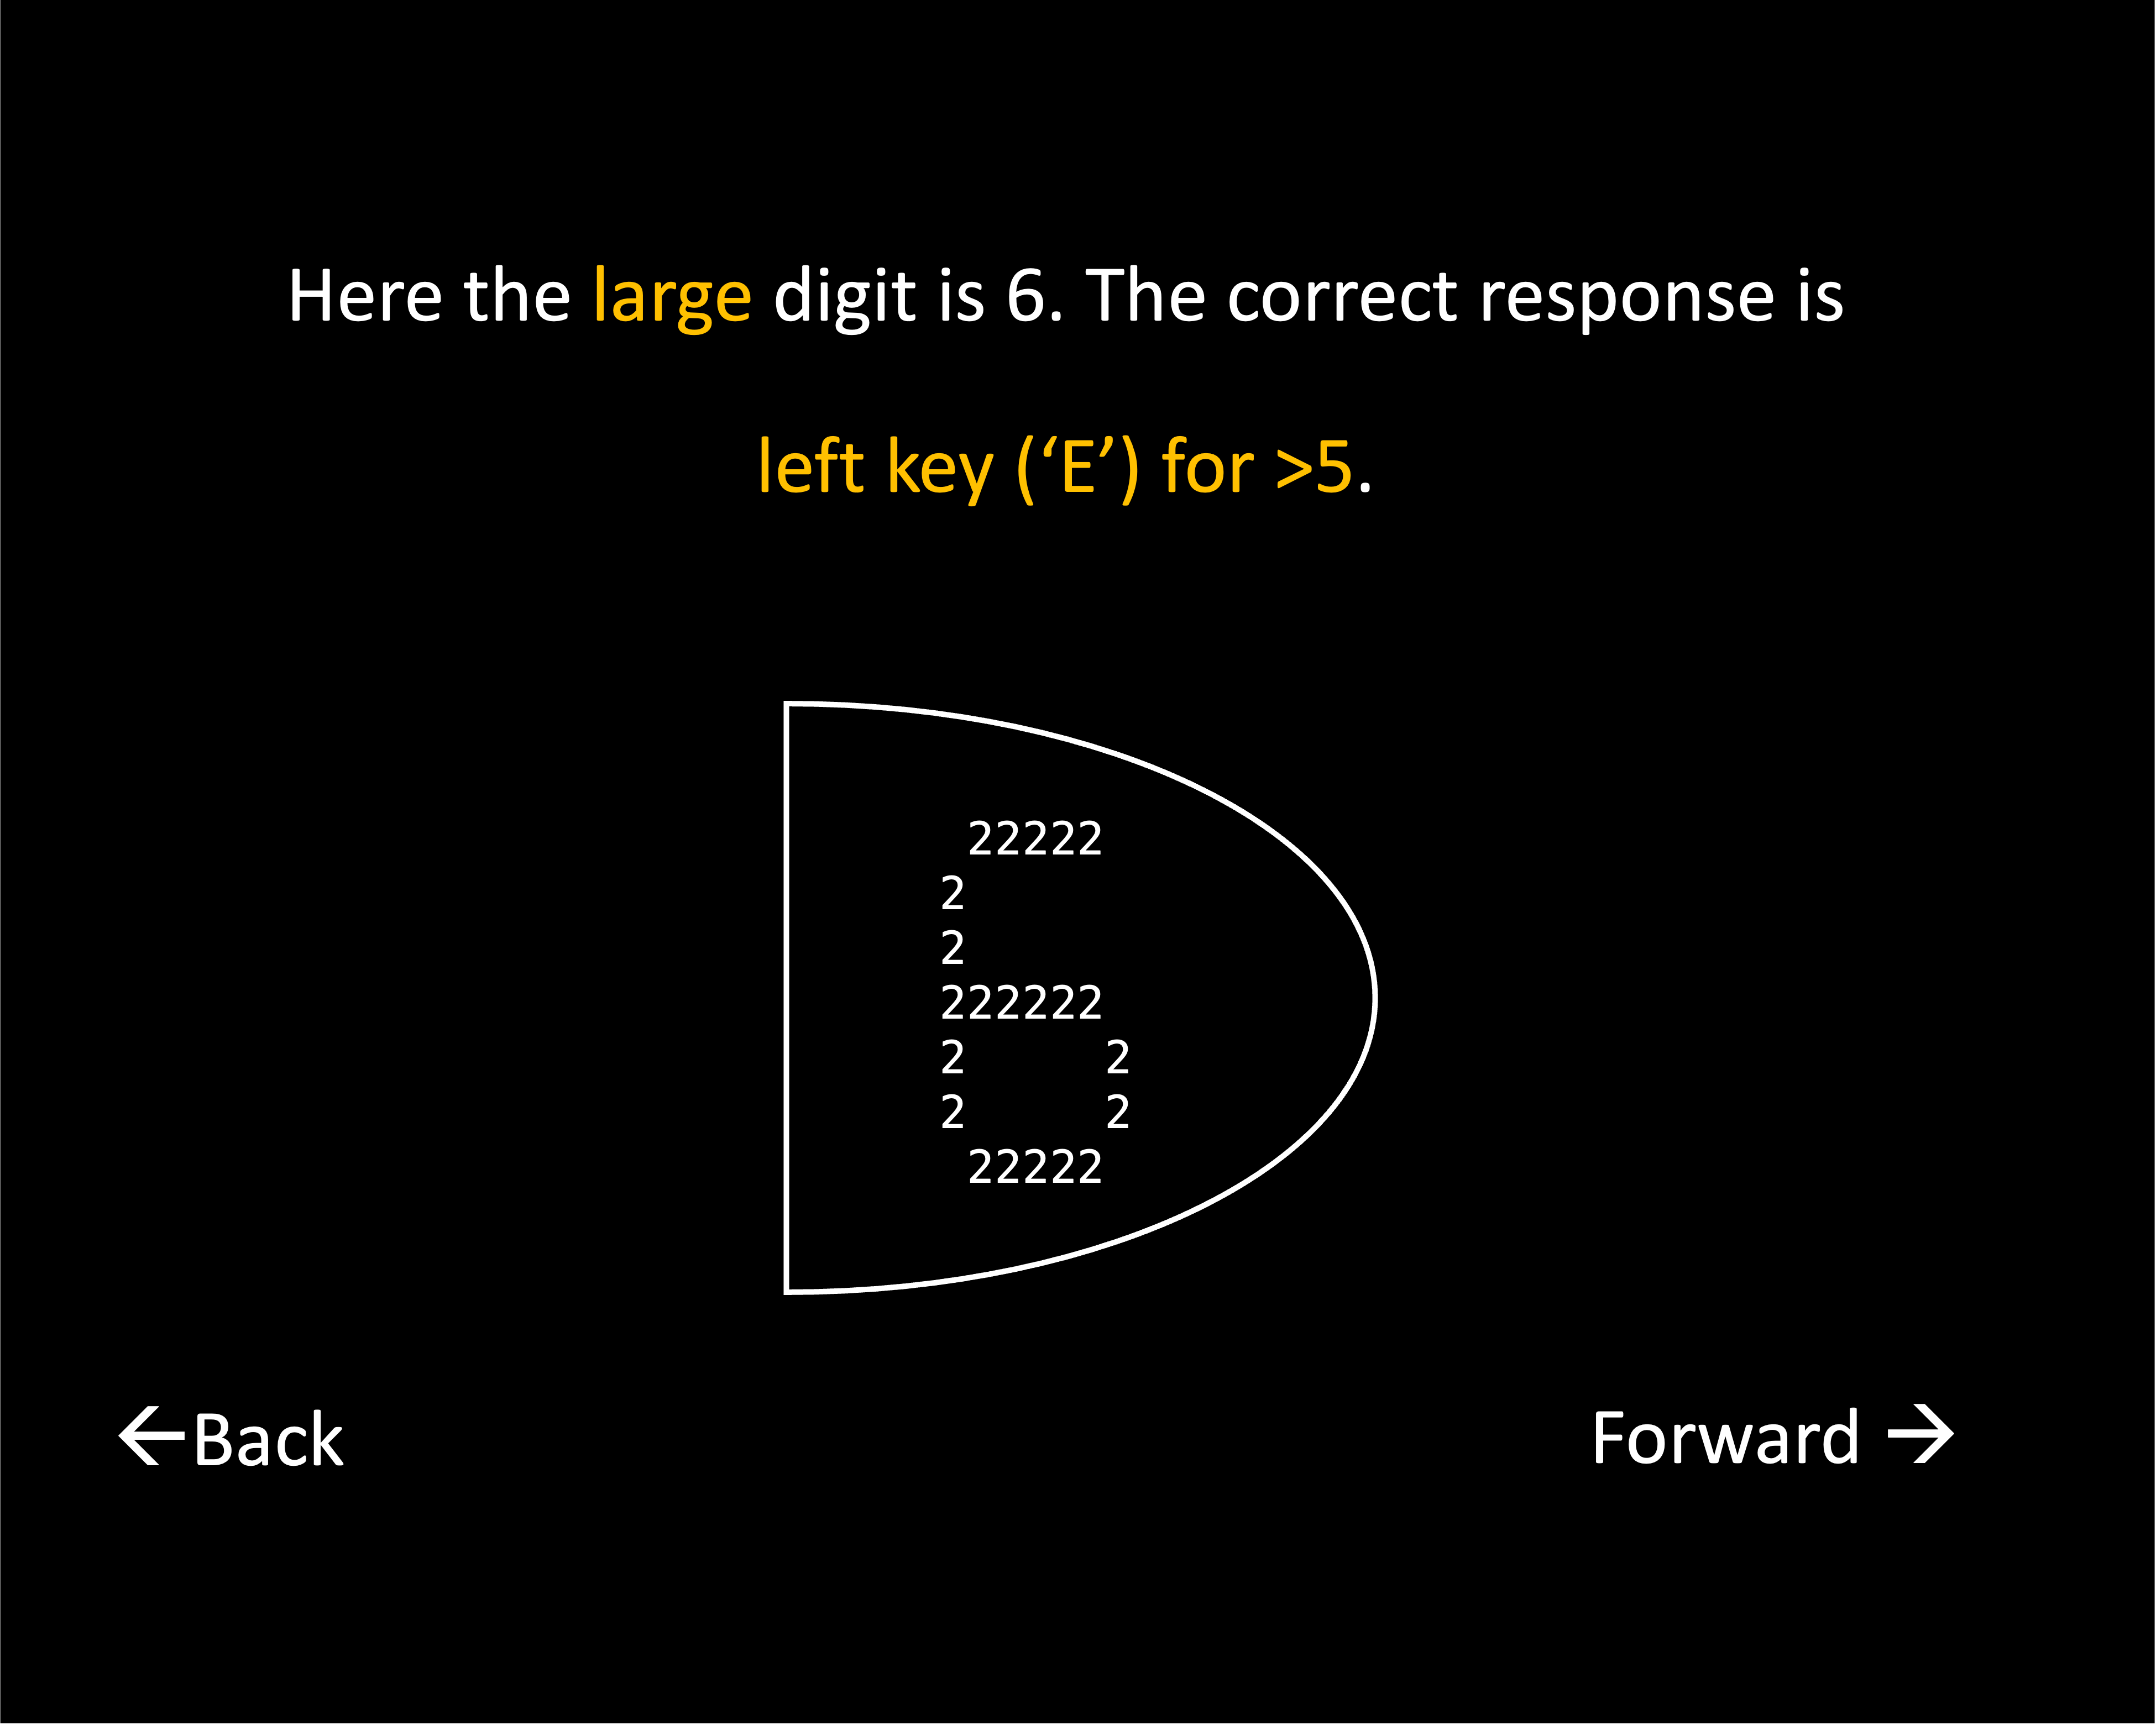 Here the large digit is 6. The correct response is
left key (‘E’) for >5.
22222
2
2
222222
2 2
2 2
22222
←Back
Forward →